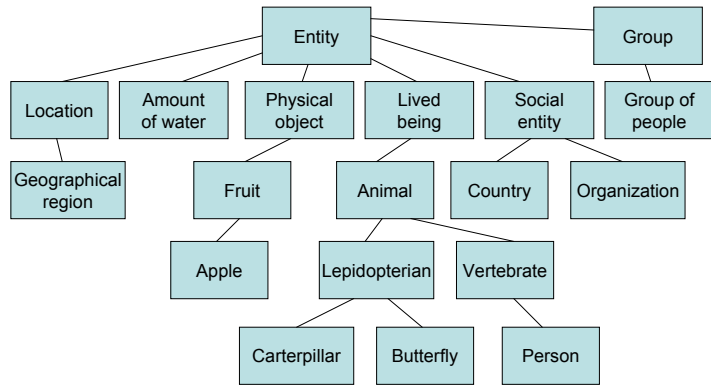 Entity
Group
Location
Amount
of water
Physical
object
Lived
being
Social
entity
Group of
people
Geographical
region
Fruit
Animal
Country
Organization
Apple
Lepidopterian
Vertebrate
Carterpillar
Butterfly
Person